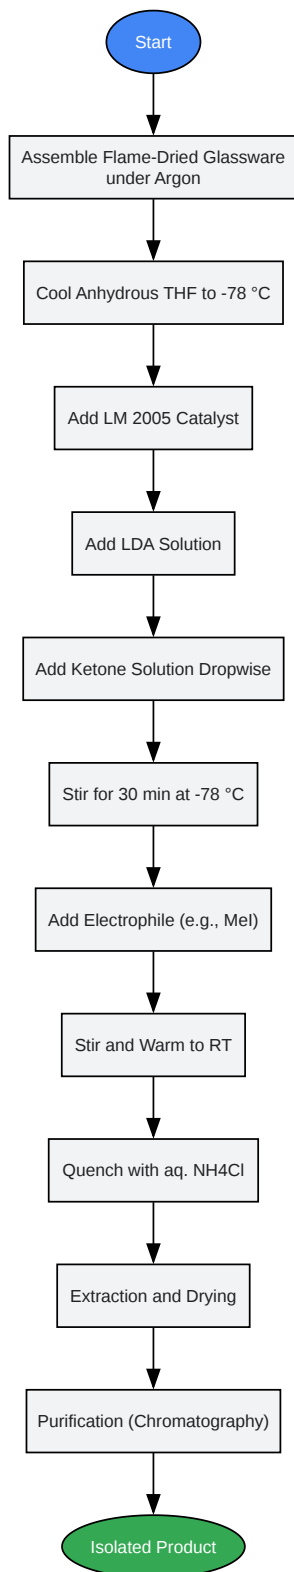 Start
Assemble Flame-Dried Glassware
under Argon
Cool Anhydrous THF to -78 °C
Add LM 2005 Catalyst
Add LDA Solution
Add Ketone Solution Dropwise
Stir for 30 min at -78 °C
Add Electrophile (e.g., MeI)
Stir and Warm to RT
Quench with aq. NH4Cl
Extraction and Drying
Purification (Chromatography)
Isolated Product